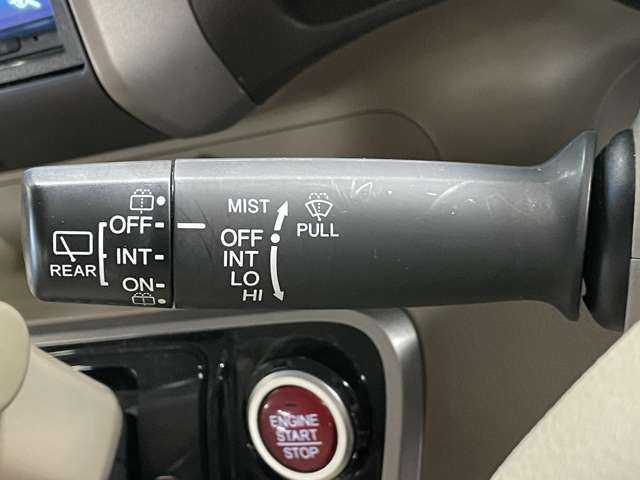 OFF
INT
ON
REAR
MIST
OFF
INT
LO
HI
PULL
ENGINE
START
STOP